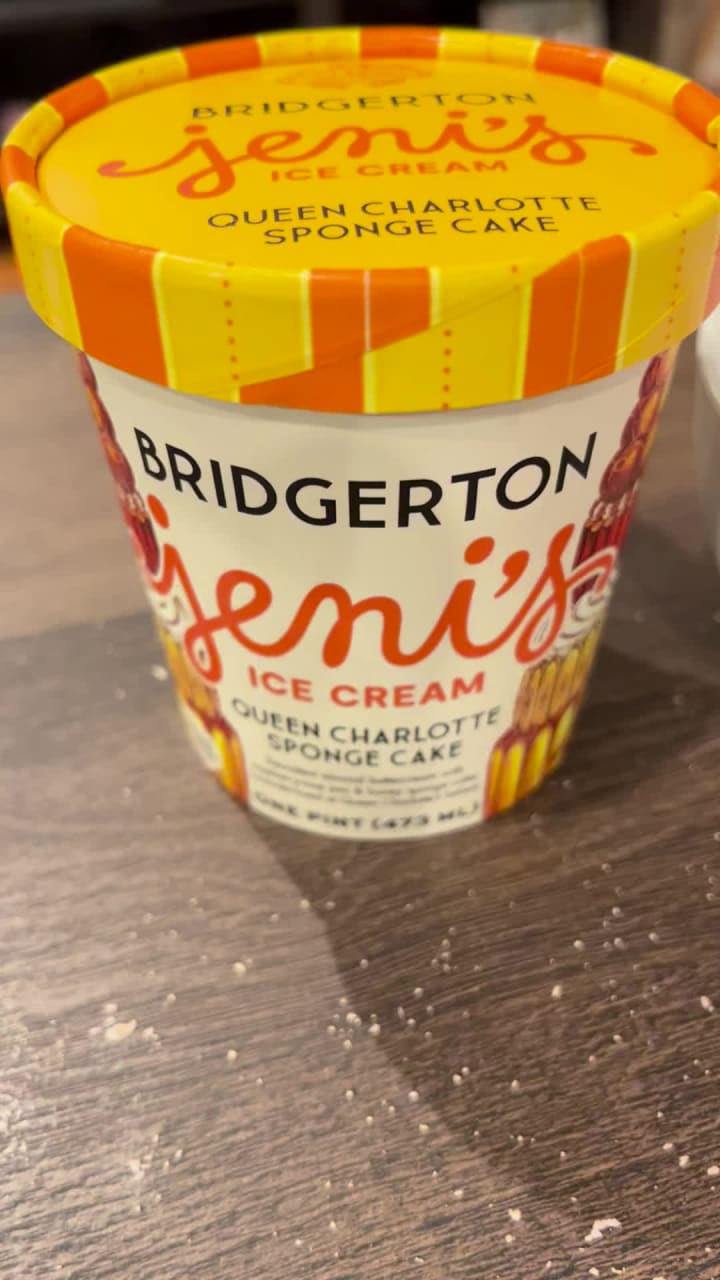 BRIDGERTON
jeni's
ICE CREAM
QUEEN CHARLOTTE
SPONGE CAKE
BRIDGERTON
jeni's
ICE CREAM
QUEEN CHARLOTTE
SPONGE CAKE
ONE PINT (473 ML)